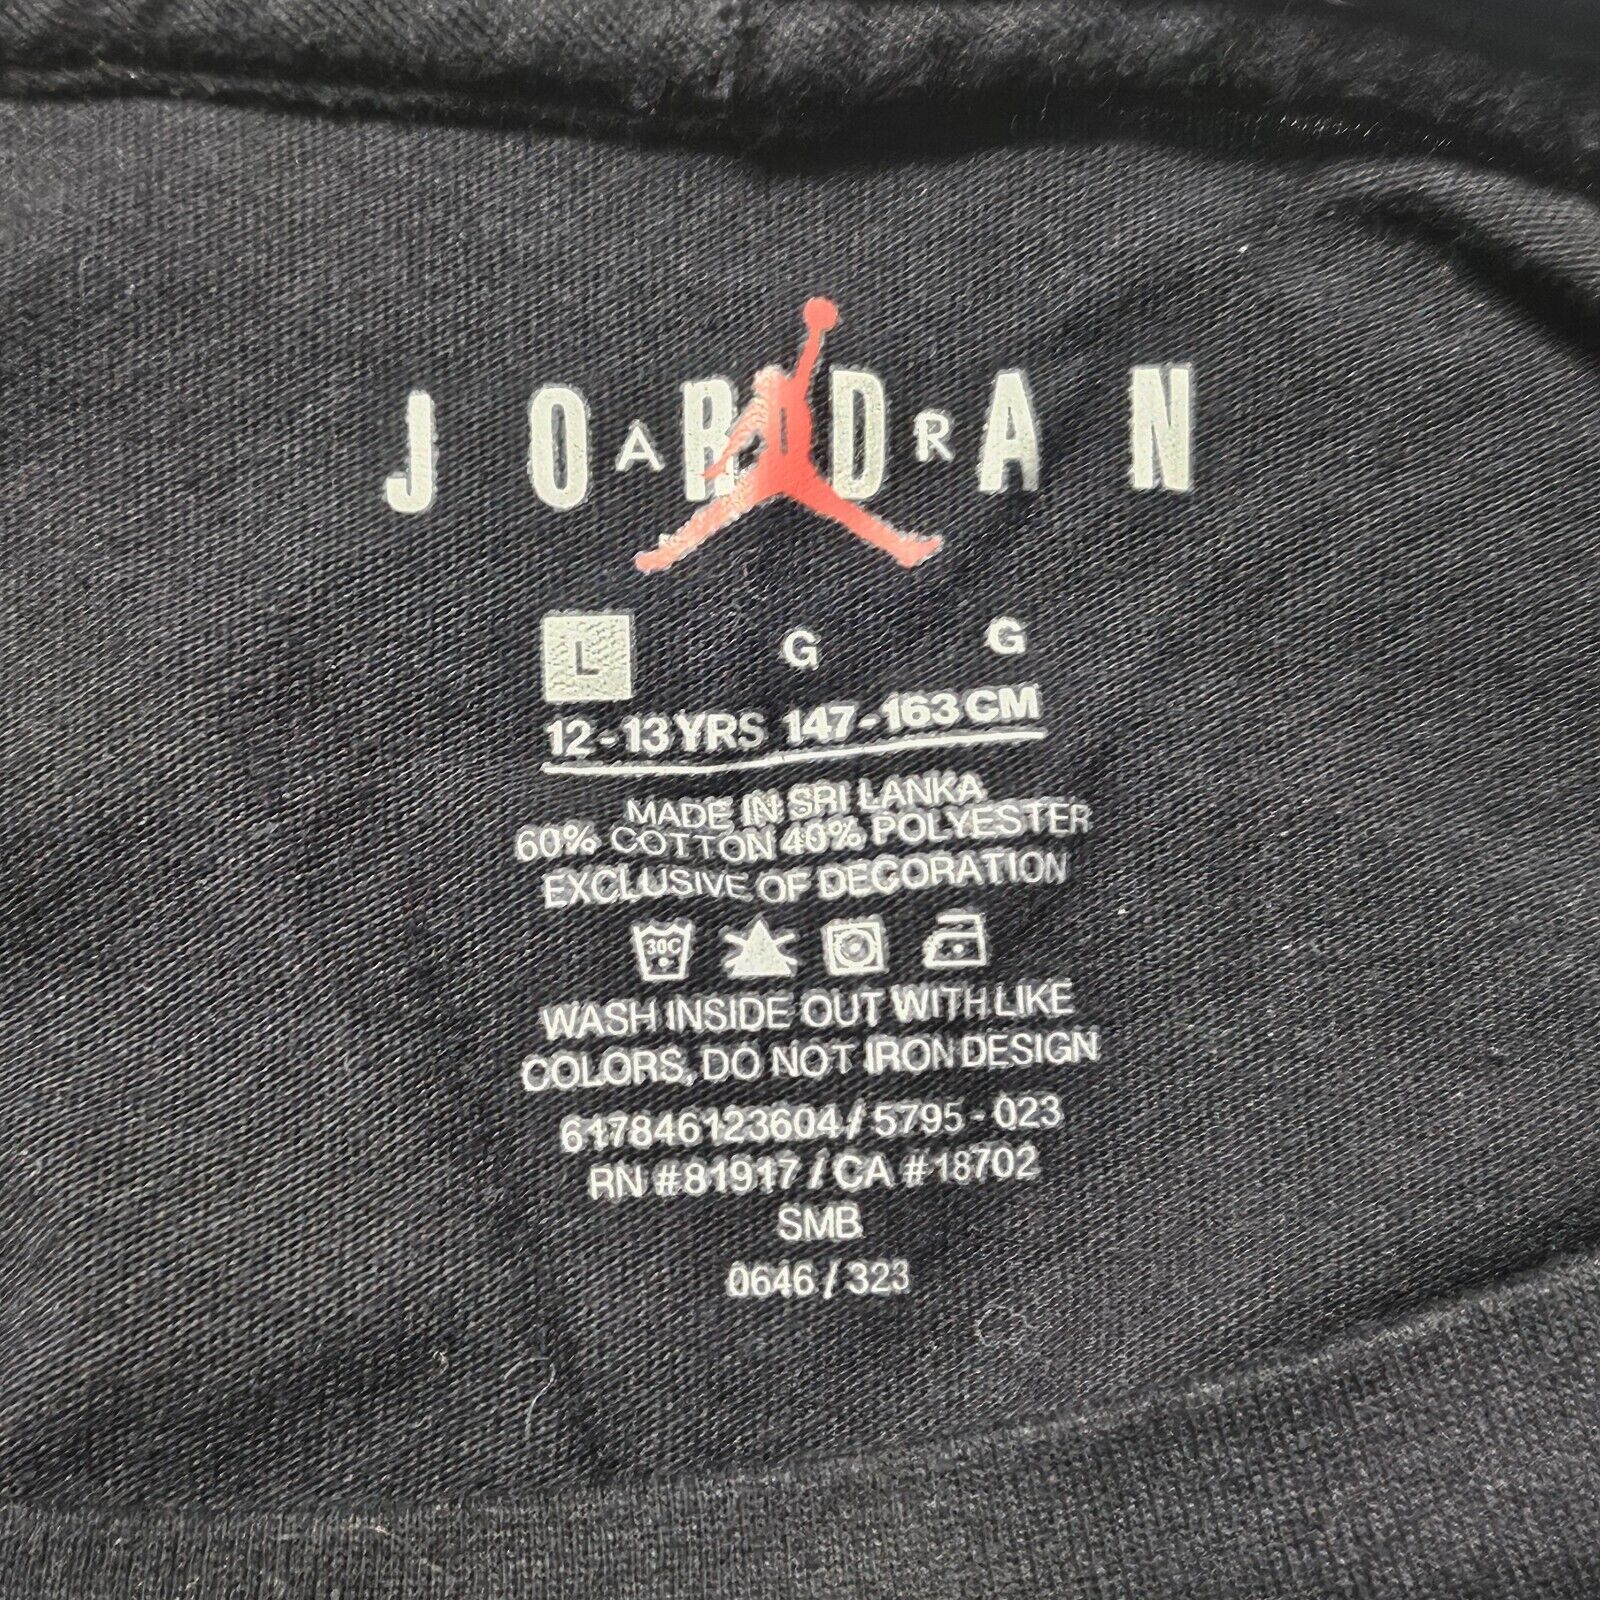 JORDAN
AIR
L G G
12-13 YRS 147-163 CM
MADE IN SRI LANKA
60% COTTON 40% POLYESTER
EXCLUSIVE OF DECORATION
30C
WASH INSIDE OUT WITH LIKE
COLORS, DO NOT IRON DESIGN
617846123604 / 5795-023
RN #81917 / CA #18702
SMB
0646 / 323